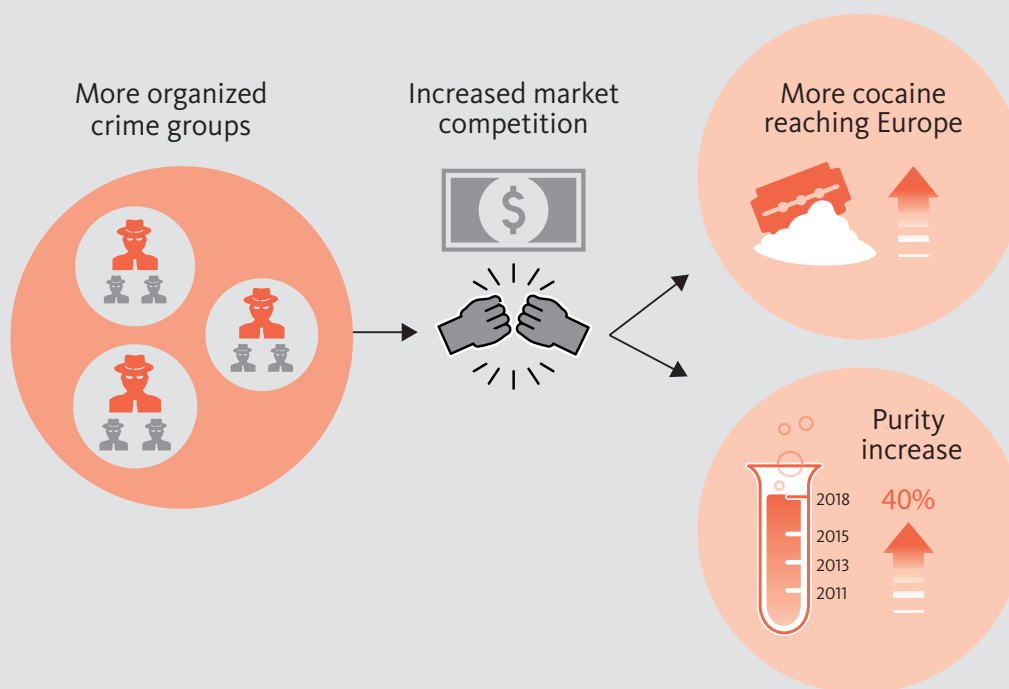 More organized
crime groups
Increased market
competition
$
More cocaine
reaching Europe
Purity
increase
40%
2018
2015
2013
2011